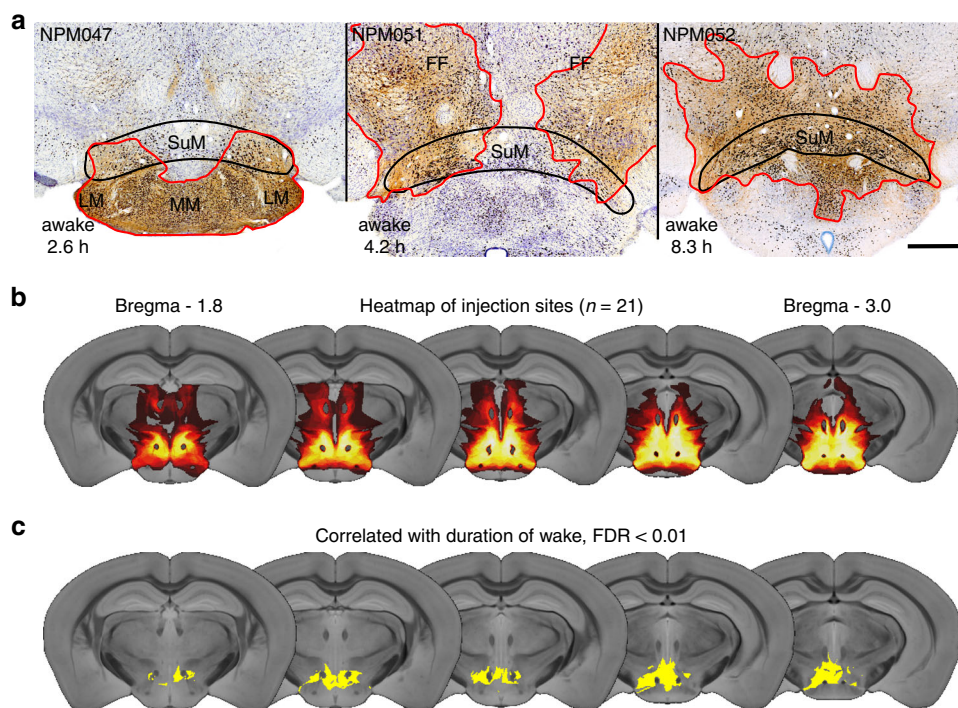 a
NPM047
NPM051
NPM052
FF
FF
SuM
SuM
SuM
LM
MM
LM
awake
2.6 h
awake
4.2 h
awake
8.3 h
b
Bregma - 1.8
Heatmap of injection sites (n = 21)
Bregma - 3.0
c
Correlated with duration of wake, FDR < 0.01